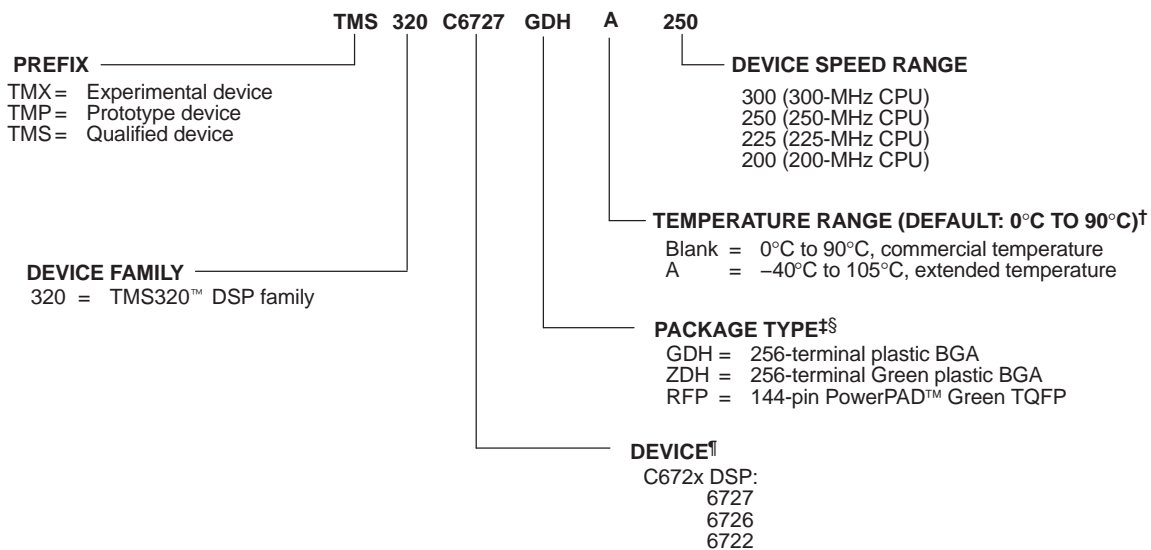 TMS 320 C6727 GDH A 250
PREFIX
TMX = Experimental device
TMP = Prototype device
TMS = Qualified device
DEVICE SPEED RANGE
300 (300-MHz CPU)
250 (250-MHz CPU)
225 (225-MHz CPU)
200 (200-MHz CPU)
TEMPERATURE RANGE (DEFAULT: 0°C TO 90°C)†
Blank = 0°C to 90°C, commercial temperature
A = −40°C to 105°C, extended temperature
DEVICE FAMILY
320 = TMS320™ DSP family
PACKAGE TYPE‡§
GDH = 256-terminal plastic BGA
ZDH = 256-terminal Green plastic BGA
RFP = 144-pin PowerPAD™ Green TQFP
DEVICE¶
C672x DSP:
6727
6726
6722